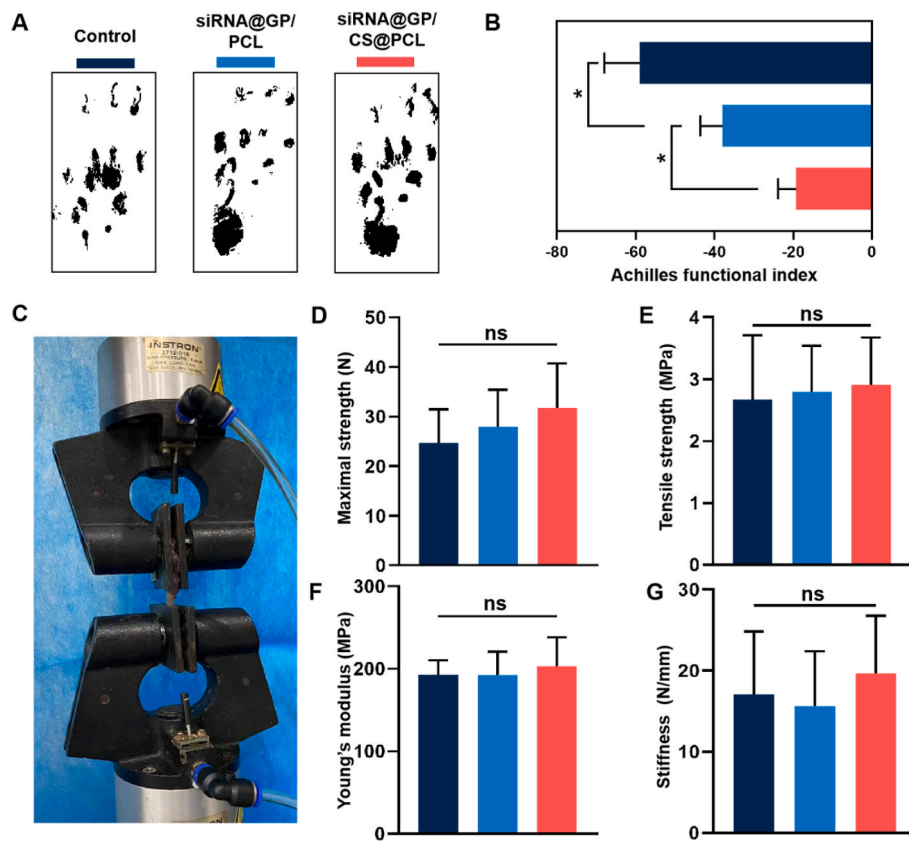 A
Control
siRNA@GP/
PCL
siRNA@GP/
CS@PCL
B
*
*
-80
-60
-40
-20
0
Achilles functional index
C
INSTRON
2712-019
D
50
40
30
20
10
0
Maximal strength (N)
ns
E
4
3
2
1
0
Tensile strength (MPa)
ns
F
300
200
100
0
Young's modulus (MPa)
ns
G
30
20
10
0
Stiffness (N/mm)
ns